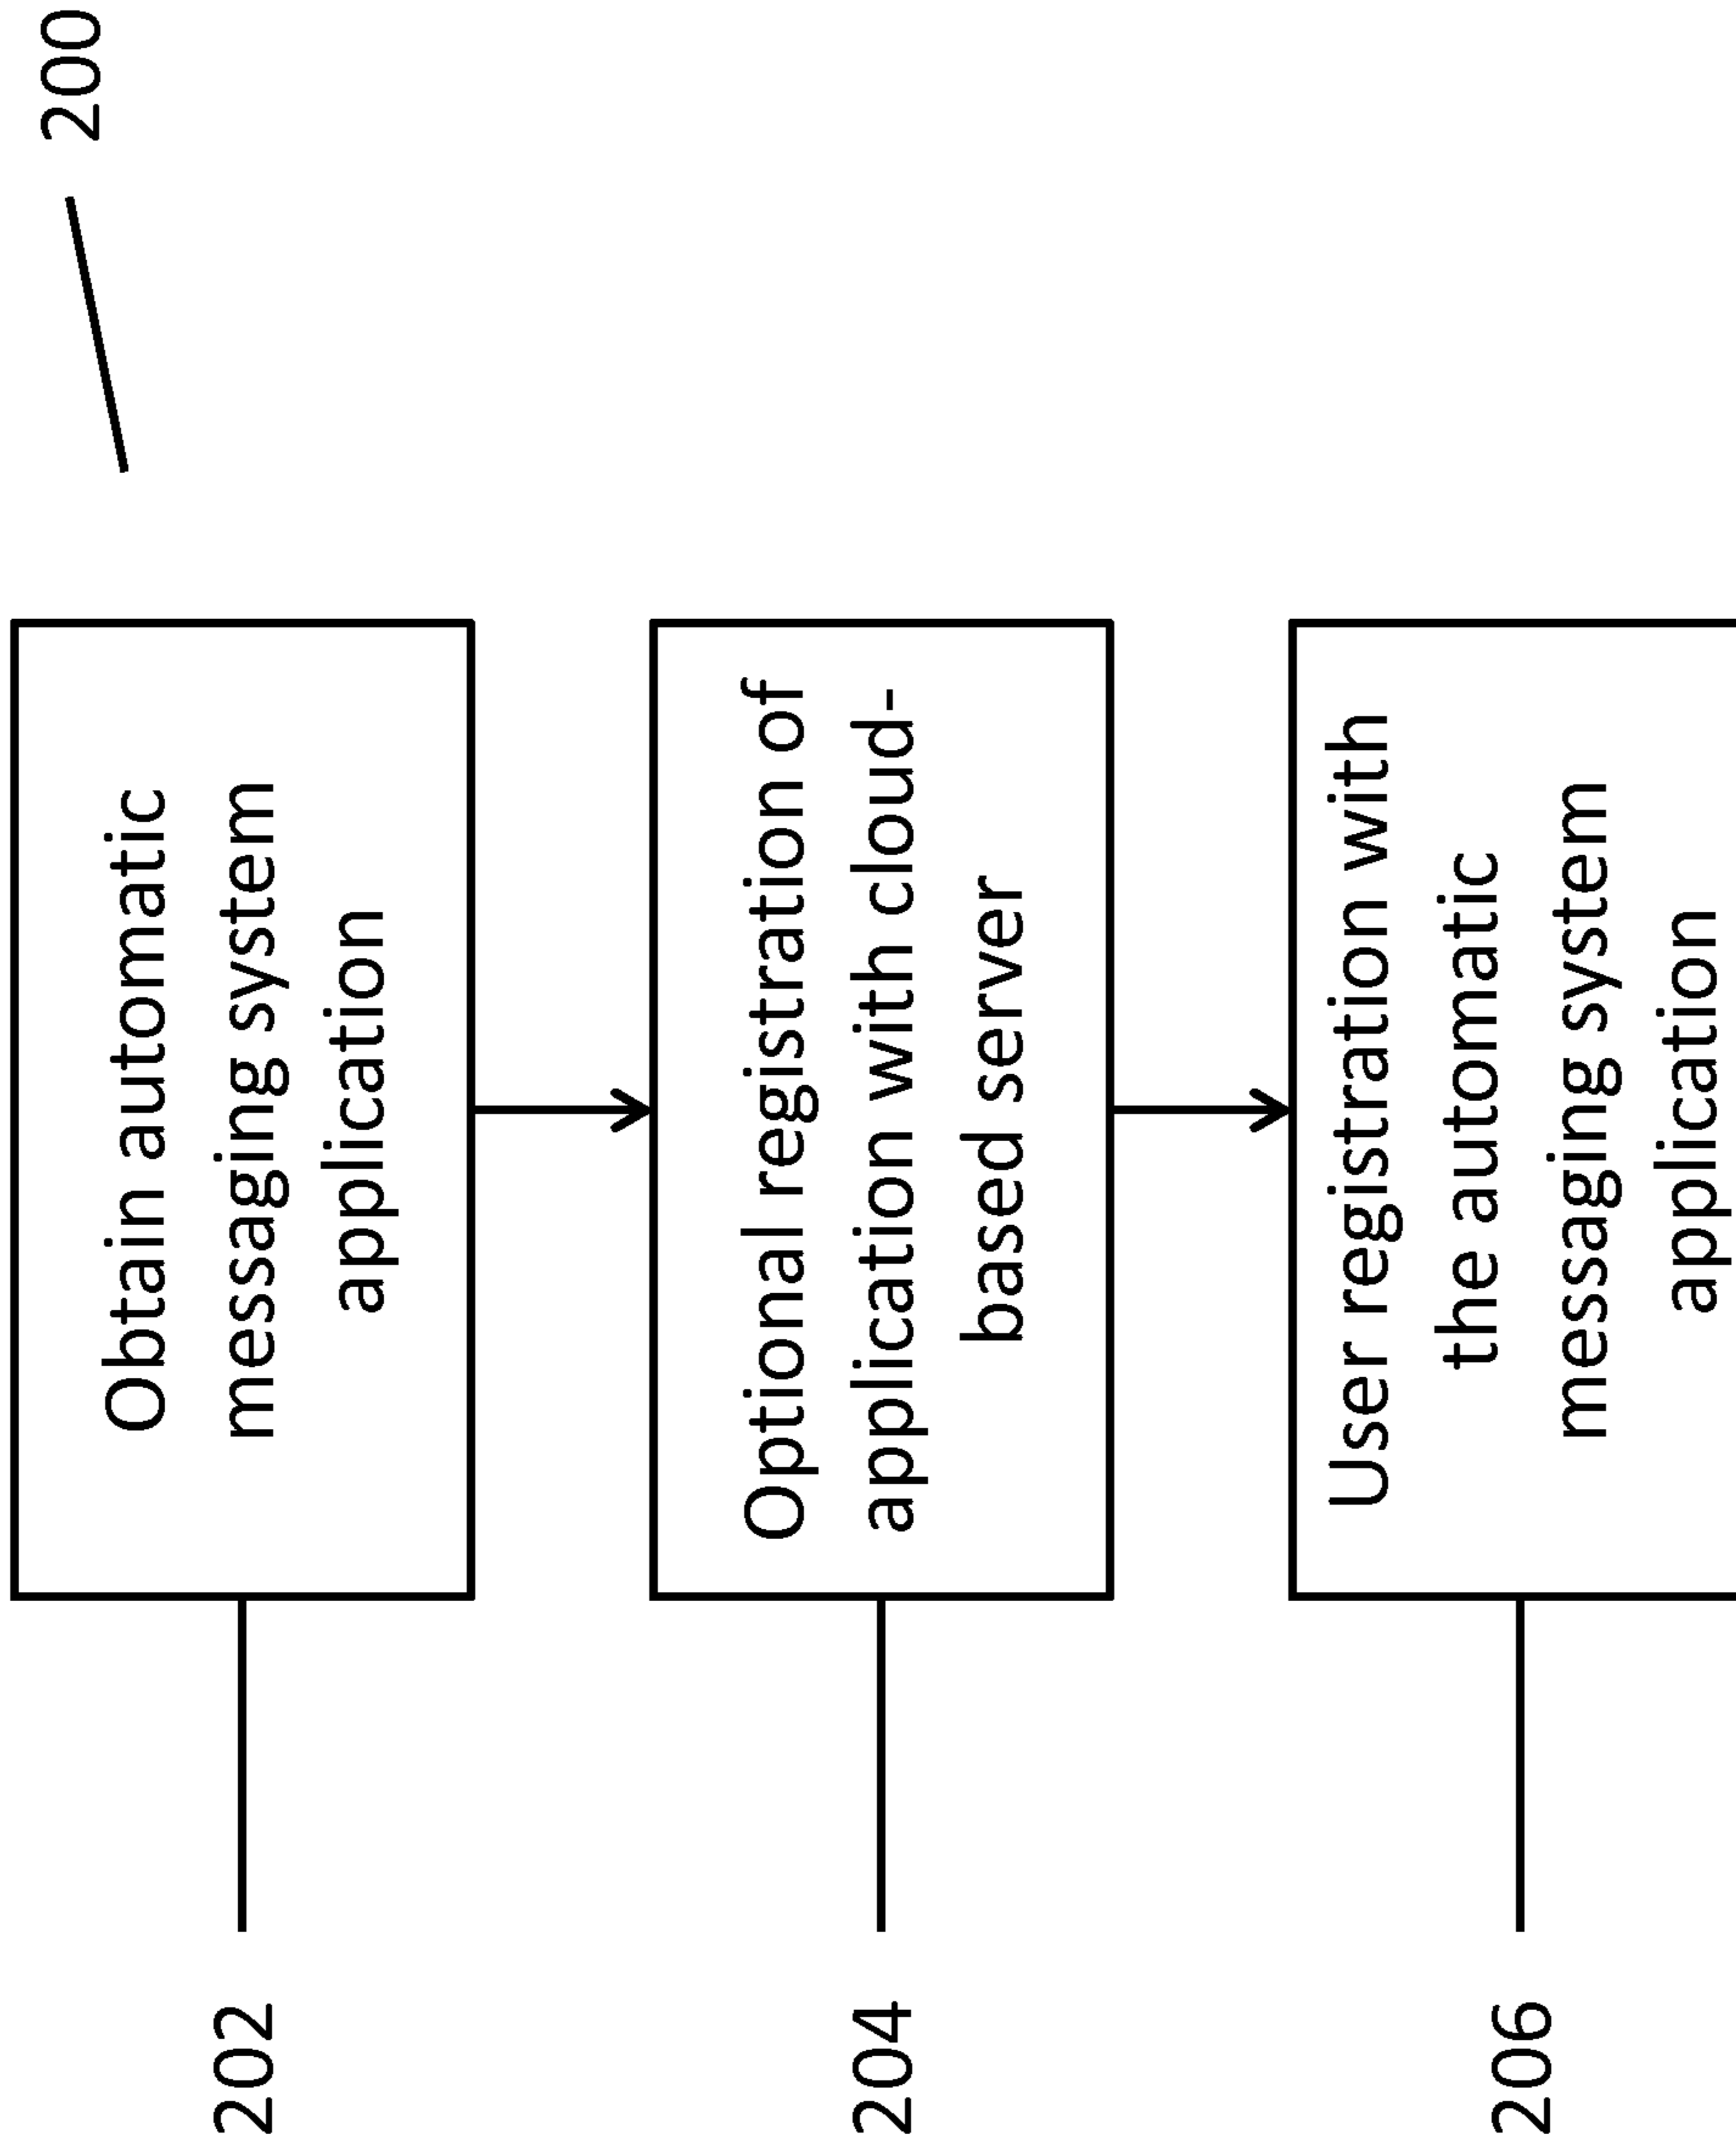 200
202
Obtain automatic
messaging system
application
204
Optional registration of
application with cloud-
based server
206
User registration with
the automatic
messaging system
application